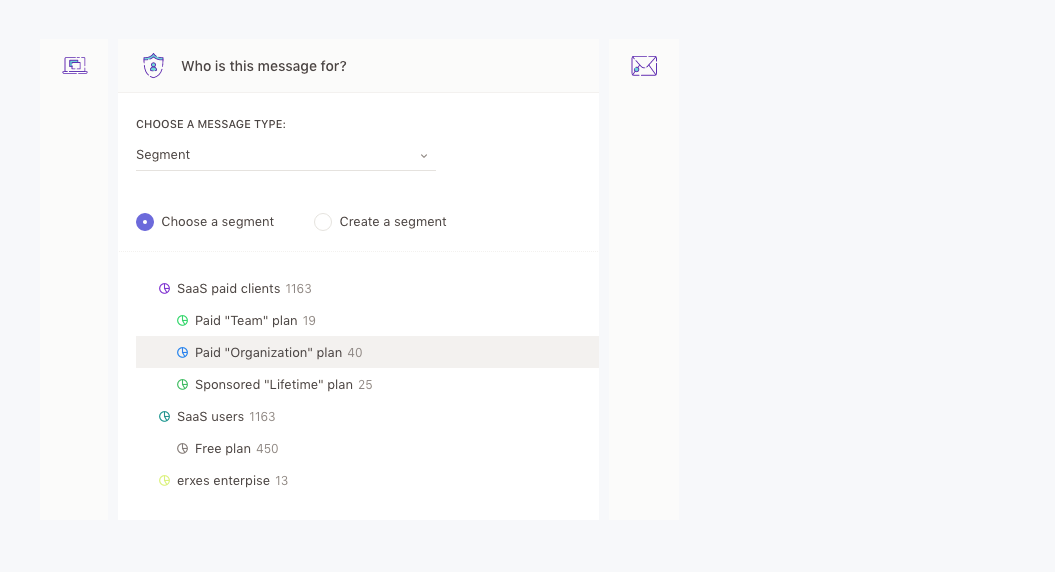 Who is this message for?
CHOOSE A MESSAGE TYPE:
Segment
Choose a segment Create a segment
SaaS paid clients 1163
Paid "Team" plan 19
Paid "Organization" plan 40
Sponsored "Lifetime" plan 25
SaaS users 1163
Free plan 450
erxes enterpise 13